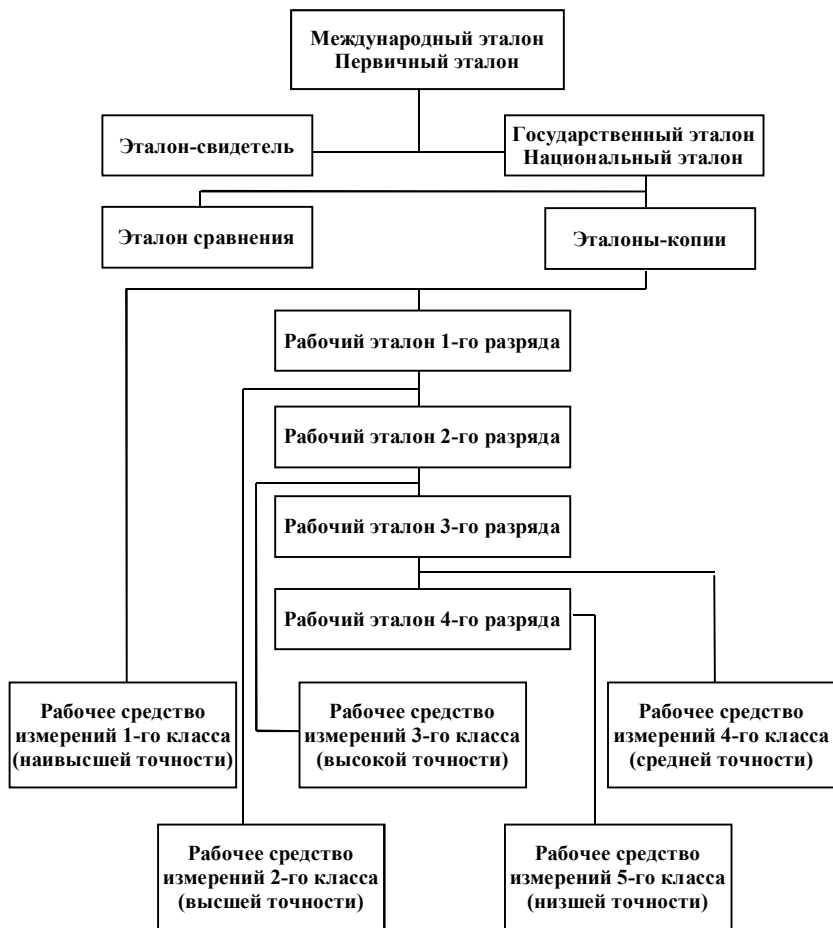 Международный эталон
Первичный эталон
Эталон-свидетель
Государственный эталон
Национальный эталон
Эталон сравнения
Эталоны-копии
Рабочий эталон 1-го разряда
Рабочий эталон 2-го разряда
Рабочий эталон 3-го разряда
Рабочий эталон 4-го разряда
Рабочее средство
измерений 1-го класса
(наивысшей точности)
Рабочее средство
измерений 3-го класса
(высокой точности)
Рабочее средство
измерений 4-го класса
(средней точности)
Рабочее средство
измерений 2-го класса
(высшей точности)
Рабочее средство
измерений 5-го класса
(низшей точности)